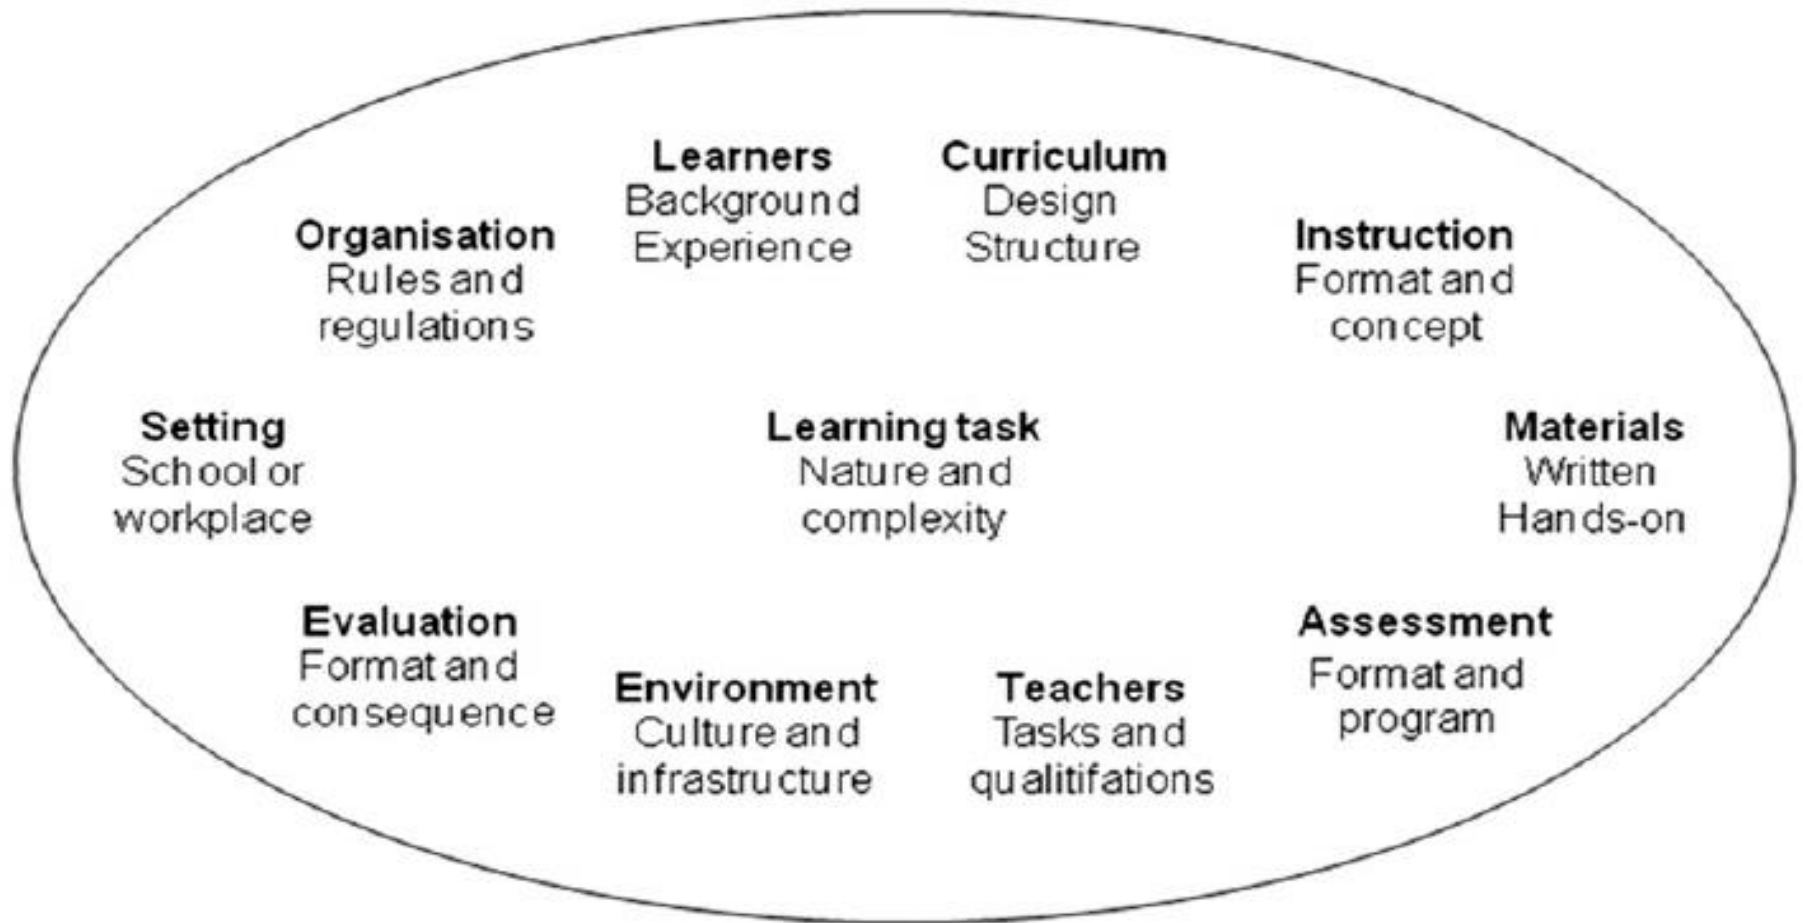 Learners
Background
Experience
Curriculum
Design
Structure
Organisation
Rules and
regulations
Instruction
Format and
concept
Setting
School or
workplace
Learning task
Nature and
complexity
Materials
Written
Hands-on
Evaluation
Format and
consequence
Environment
Culture and
infrastructure
Teachers
Tasks and
qualitifations
Assessment
Format and
program